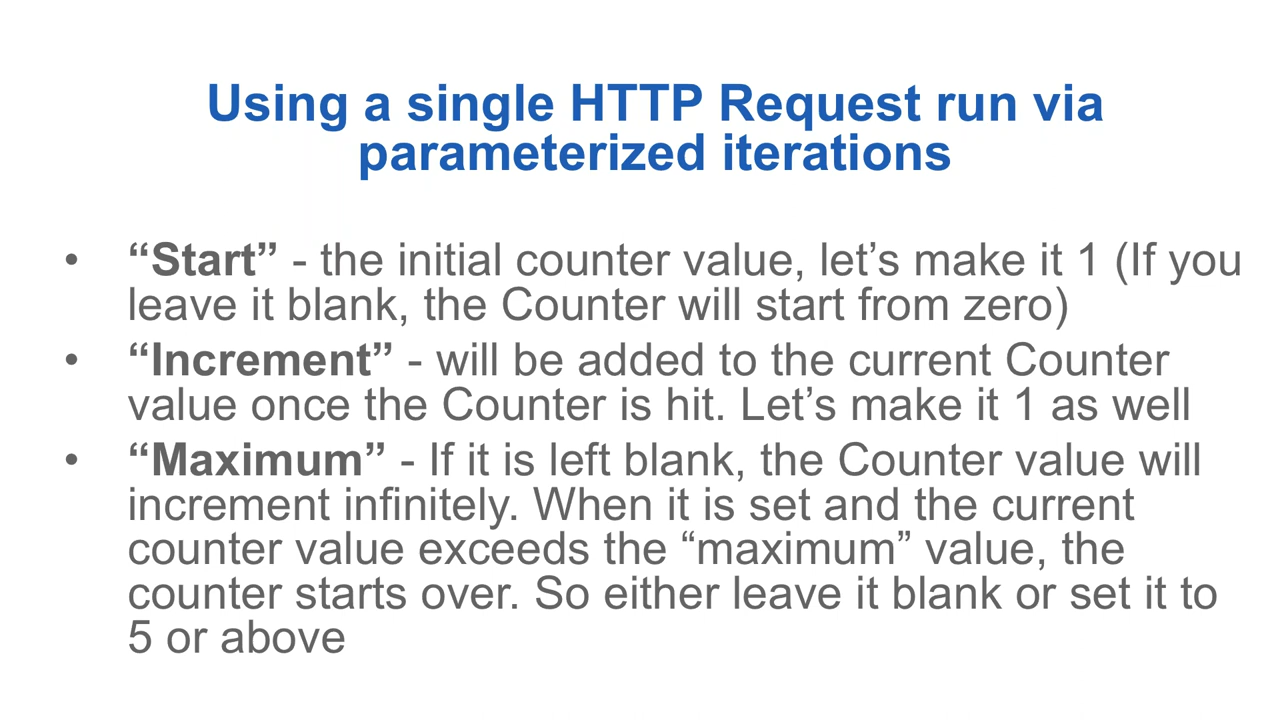 Using a single HTTP Request run via
parameterized iterations
• “Start” - the initial counter value, let’s make it 1 (If you
leave it blank, the Counter will start from zero)
• “Increment” - will be added to the current Counter
value once the Counter is hit. Let’s make it 1 as well
• “Maximum” - If it is left blank, the Counter value will
increment infinitely. When it is set and the current
counter value exceeds the “maximum” value, the
counter starts over. So either leave it blank or set it to
5 or above